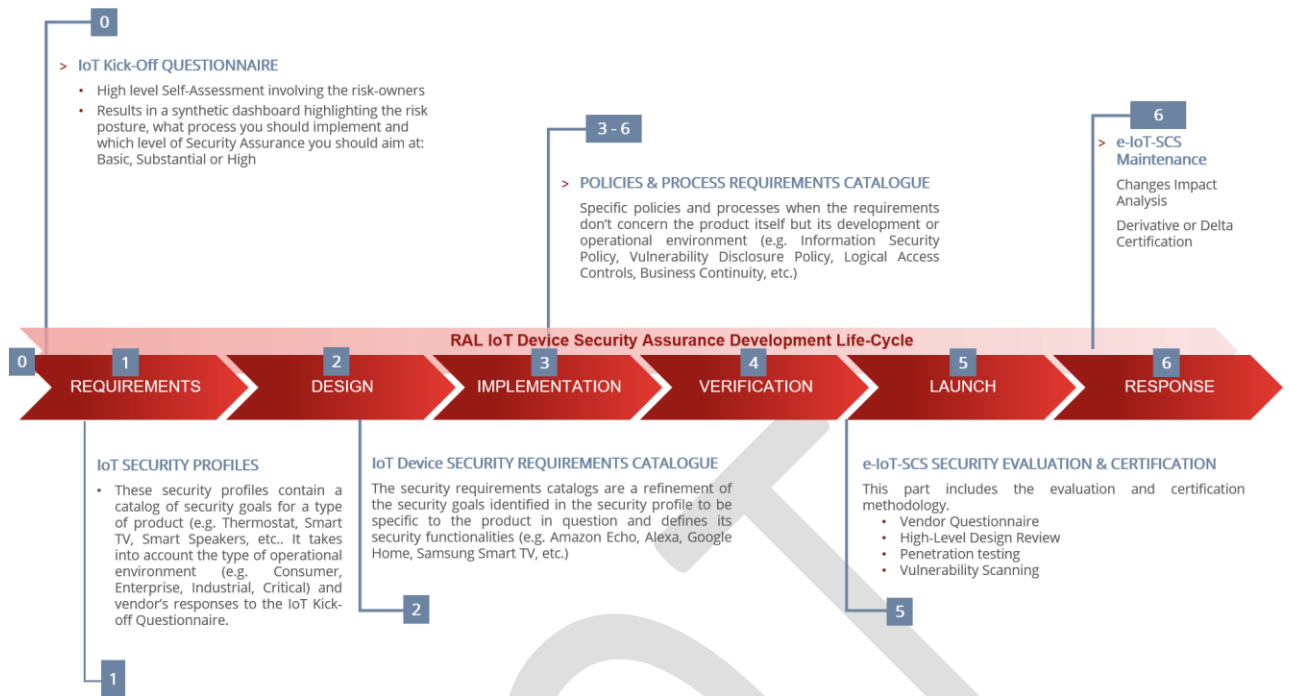 0
> IoT Kick-Off QUESTIONNAIRE
• High level Self-Assessment involving the risk-owners
• Results in a synthetic dashboard highlighting the risk
posture, what process you should implement and
which level of Security Assurance you should aim at:
Basic, Substantial or High
3 - 6
> POLICIES & PROCESS REQUIREMENTS CATALOGUE
Specific policies and processes when the requirements
don't concern the product itself but its development or
operational environment (e.g. Information Security
Policy, Vulnerability Disclosure Policy, Logical Access
Controls, Business Continuity, etc.)
6
> e-IoT-SCS
Maintenance
Changes Impact
Analysis
Derivative or Delta
Certification
RAL IoT Device Security Assurance Development Life-Cycle
0
1
REQUIREMENTS
2
DESIGN
3
IMPLEMENTATION
4
VERIFICATION
5
LAUNCH
6
RESPONSE
IoT SECURITY PROFILES
• These security profiles contain a
catalog of security goals for a type
of product (e.g. Thermostat, Smart
TV, Smart Speakers, etc.. It takes
into account the type of operational
environment (e.g. Consumer,
Enterprise, Industrial, Critical) and
vendor's responses to the IoT Kick-
off Questionnaire.
1
IoT Device SECURITY REQUIREMENTS CATALOGUE
The security requirements catalogs are a refinement of
the security goals identified in the security profile to be
specific to the product in question and defines its
security functionalities (e.g. Amazon Echo, Alexa, Google
Home, Samsung Smart TV, etc.)
2
e-IoT-SCS SECURITY EVALUATION & CERTIFICATION
This part includes the evaluation and certification
methodology.
• Vendor Questionnaire
• High-Level Design Review
• Penetration testing
• Vulnerability Scanning
5